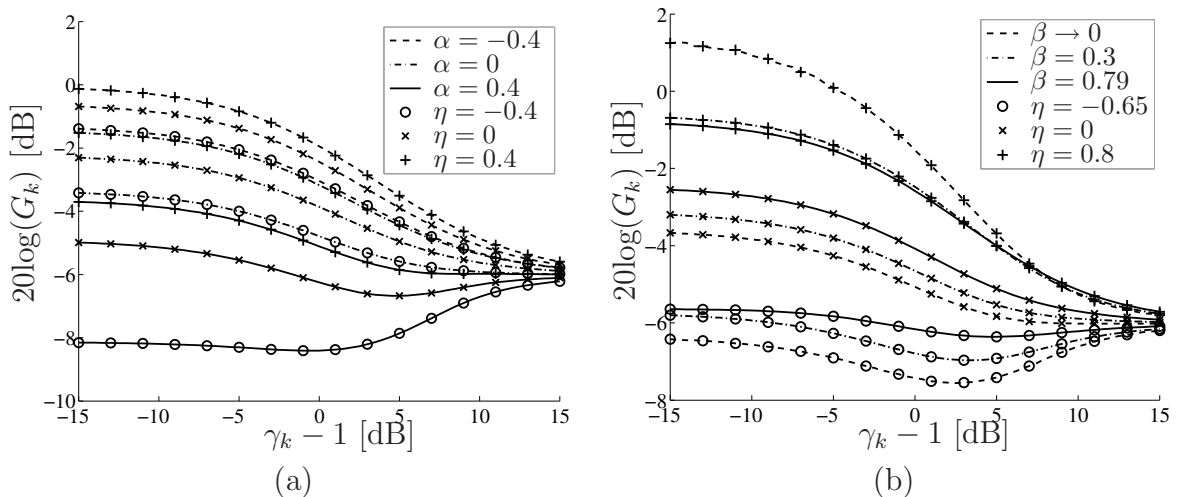 2
0
−2
−4
−6
−8
−10
−15
−10
−5
0
5
10
15
20log(G_k) [dB]
γ_k − 1 [dB]
α = −0.4
α = 0
α = 0.4
η = −0.4
η = 0
η = 0.4
(a)
2
0
−2
−4
−6
−8
−15
−10
−5
0
5
10
15
20log(G_k) [dB]
γ_k − 1 [dB]
β → 0
β = 0.3
β = 0.79
η = −0.65
η = 0
η = 0.8
(b)